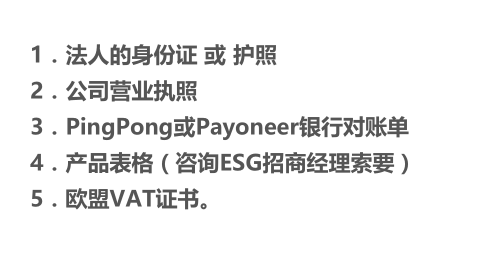 1．法人的身份证 或 护照
2．公司营业执照
3．PingPong或Payoneer银行对账单
4．产品表格（咨询ESG招商经理索要）
5．欧盟VAT证书。